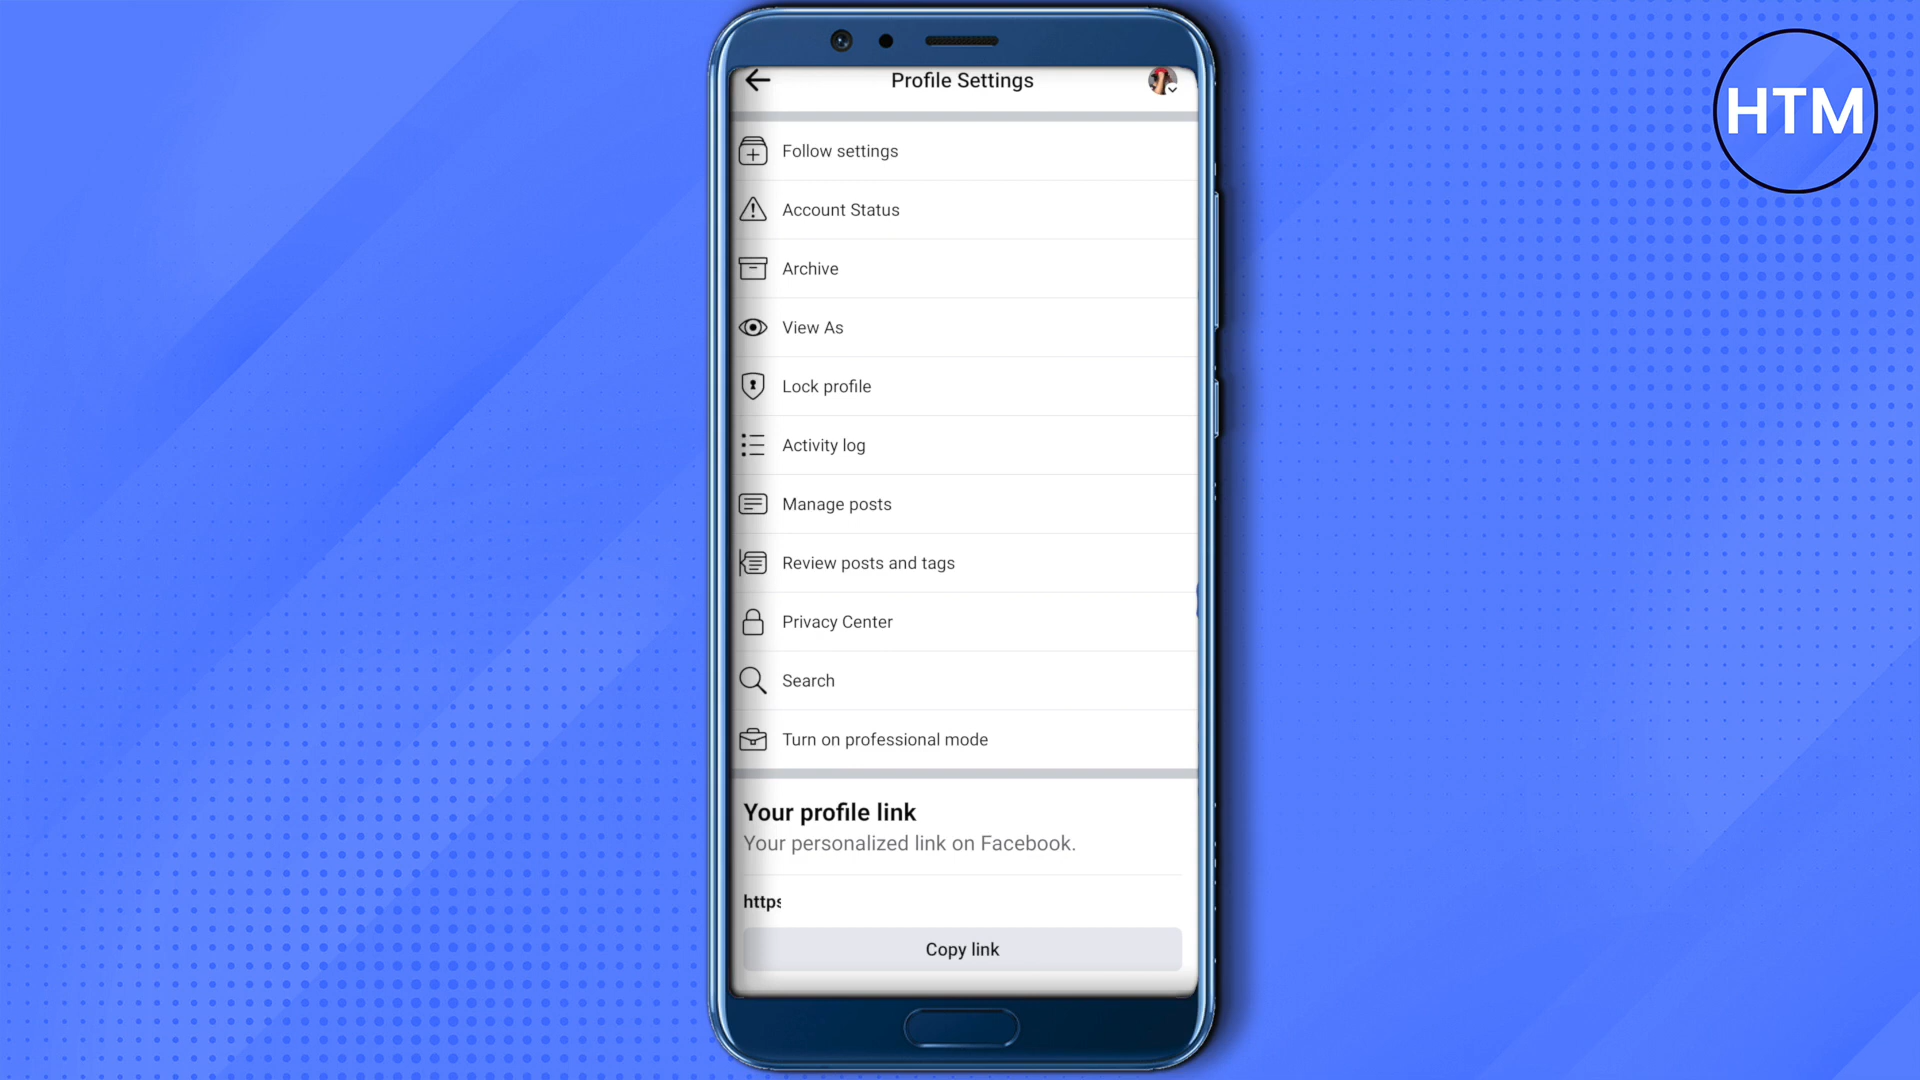 Profile Settings
HTM
Follow settings
Account Status
Archive
View As
Lock profile
Activity log
Manage posts
Review posts and tags
Privacy Center
Search
Turn on professional mode
Your profile link
Your personalized link on Facebook.
https
Copy link